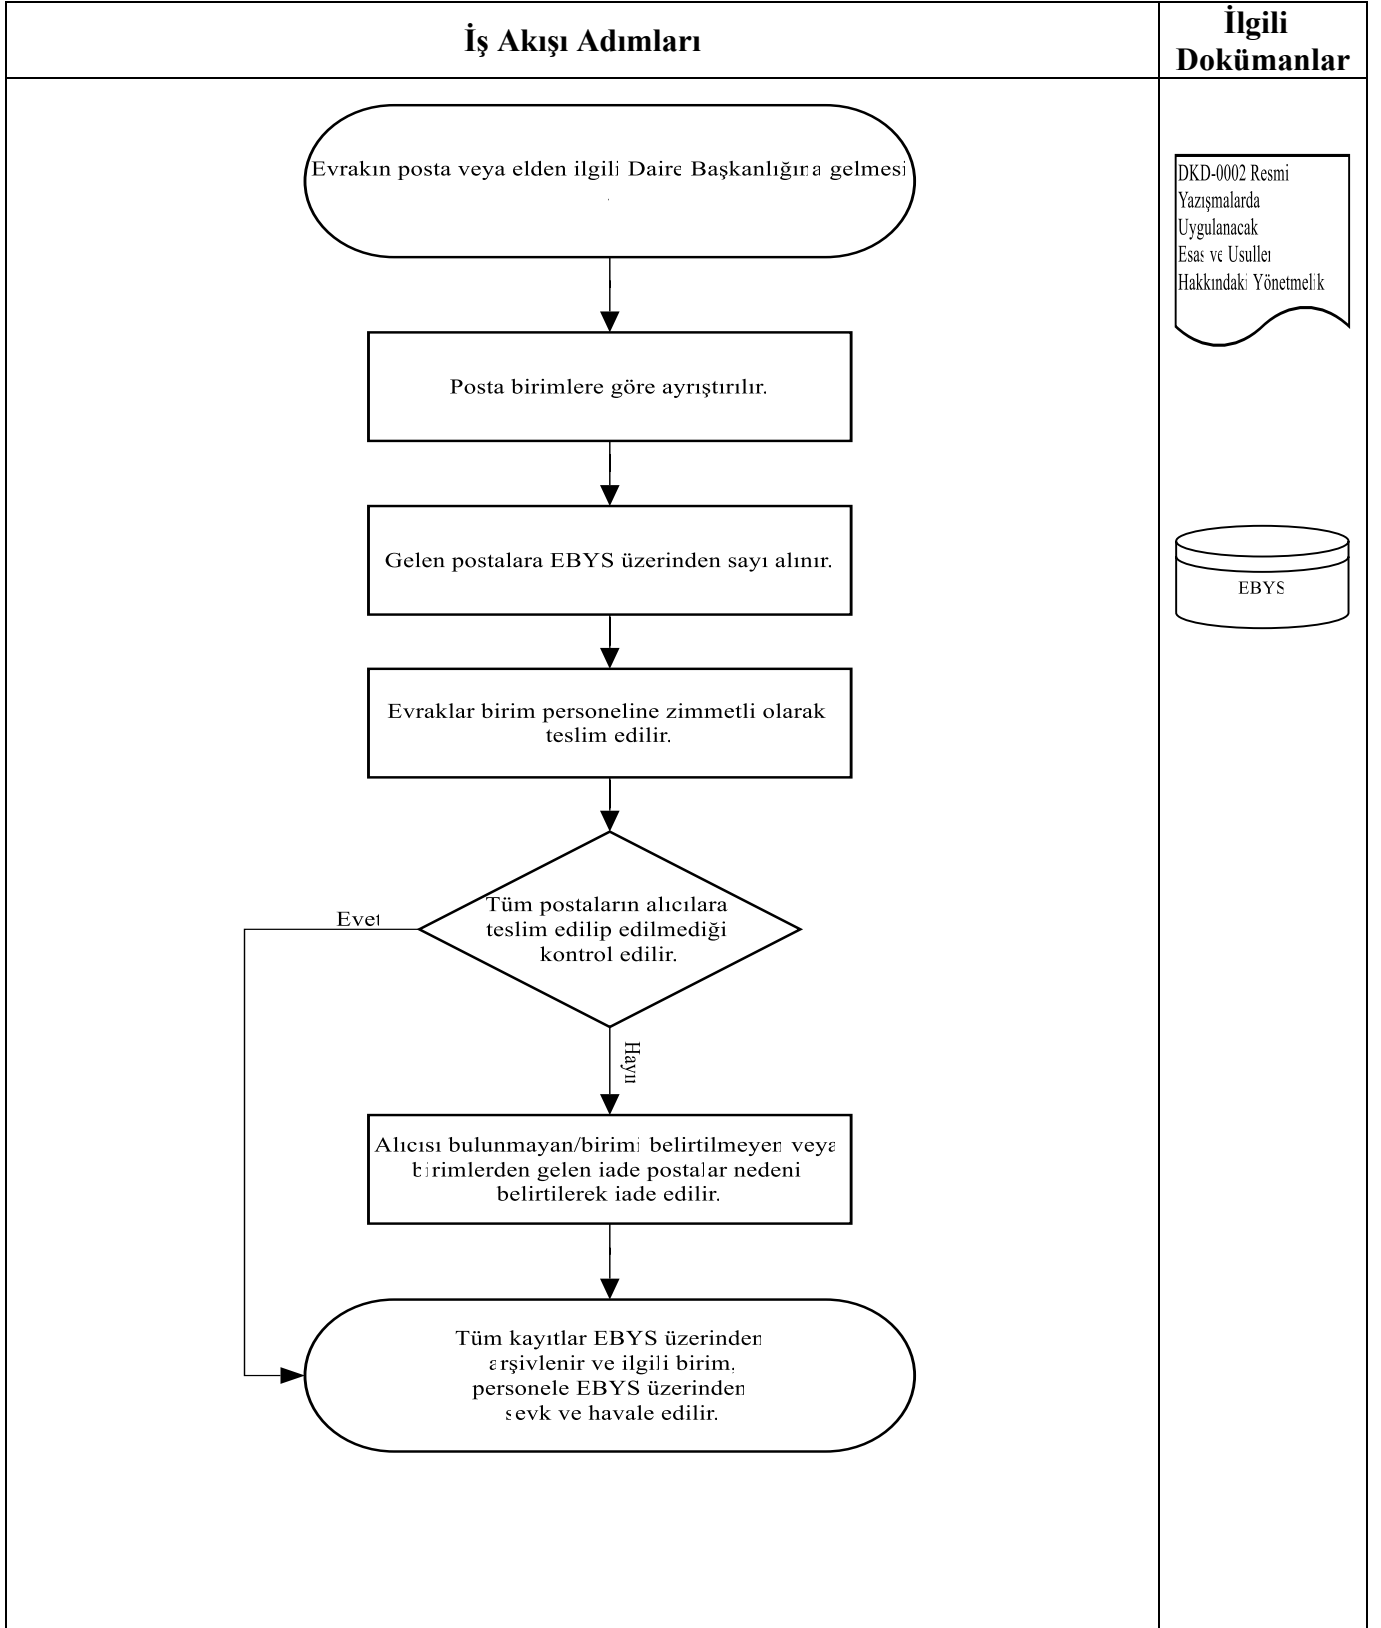 İş Akışı Adımları
İlgili
Dokümanlar
Evrakın posta veya elden ilgili Daire Başkanlığına gelmesi
.
DKD-0002 Resmi
Yazışmalarda
Uygulanacak
Esas ve Usuller
Hakkındaki Yönetmelik
Posta birimlere göre ayrıştırılır.
Gelen postalara EBYS üzerinden sayı alınır.
EBYS
Evraklar birim personeline zimmetli olarak
teslim edilir.
Tüm postaların alıcılara
teslim edilip edilmediği
kontrol edilir.
Evet
Hayır
Alıcısı bulunmayan/birimi belirtilmeyen veya
birimlerden gelen iade postalar nedeni
belirtilerek iade edilir.
Tüm kayıtlar EBYS üzerinden
arşivlenir ve ilgili birim,
personele EBYS üzerinden
sevk ve havale edilir.